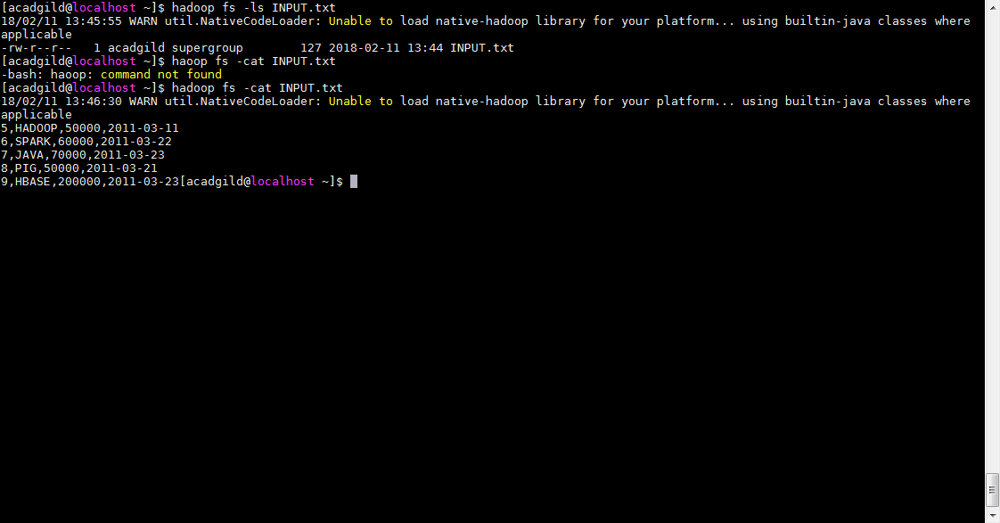 [acadgild@localhost ~]$ hadoop fs -ls INPUT.txt
18/02/11 13:45:55 WARN util.NativeCodeLoader: Unable to load native-hadoop library for your platform... using builtin-java classes where
applicable
-rw-r--r--   1 acadgild supergroup        127 2018-02-11 13:44 INPUT.txt
[acadgild@localhost ~]$ haoop fs -cat INPUT.txt
-bash: haoop: command not found
[acadgild@localhost ~]$ hadoop fs -cat INPUT.txt
18/02/11 13:46:30 WARN util.NativeCodeLoader: Unable to load native-hadoop library for your platform... using builtin-java classes where
applicable
5,HADOOP,50000,2011-03-11
6,SPARK,60000,2011-03-22
7,JAVA,70000,2011-03-23
8,PIG,50000,2011-03-21
9,HBASE,200000,2011-03-23[acadgild@localhost ~]$